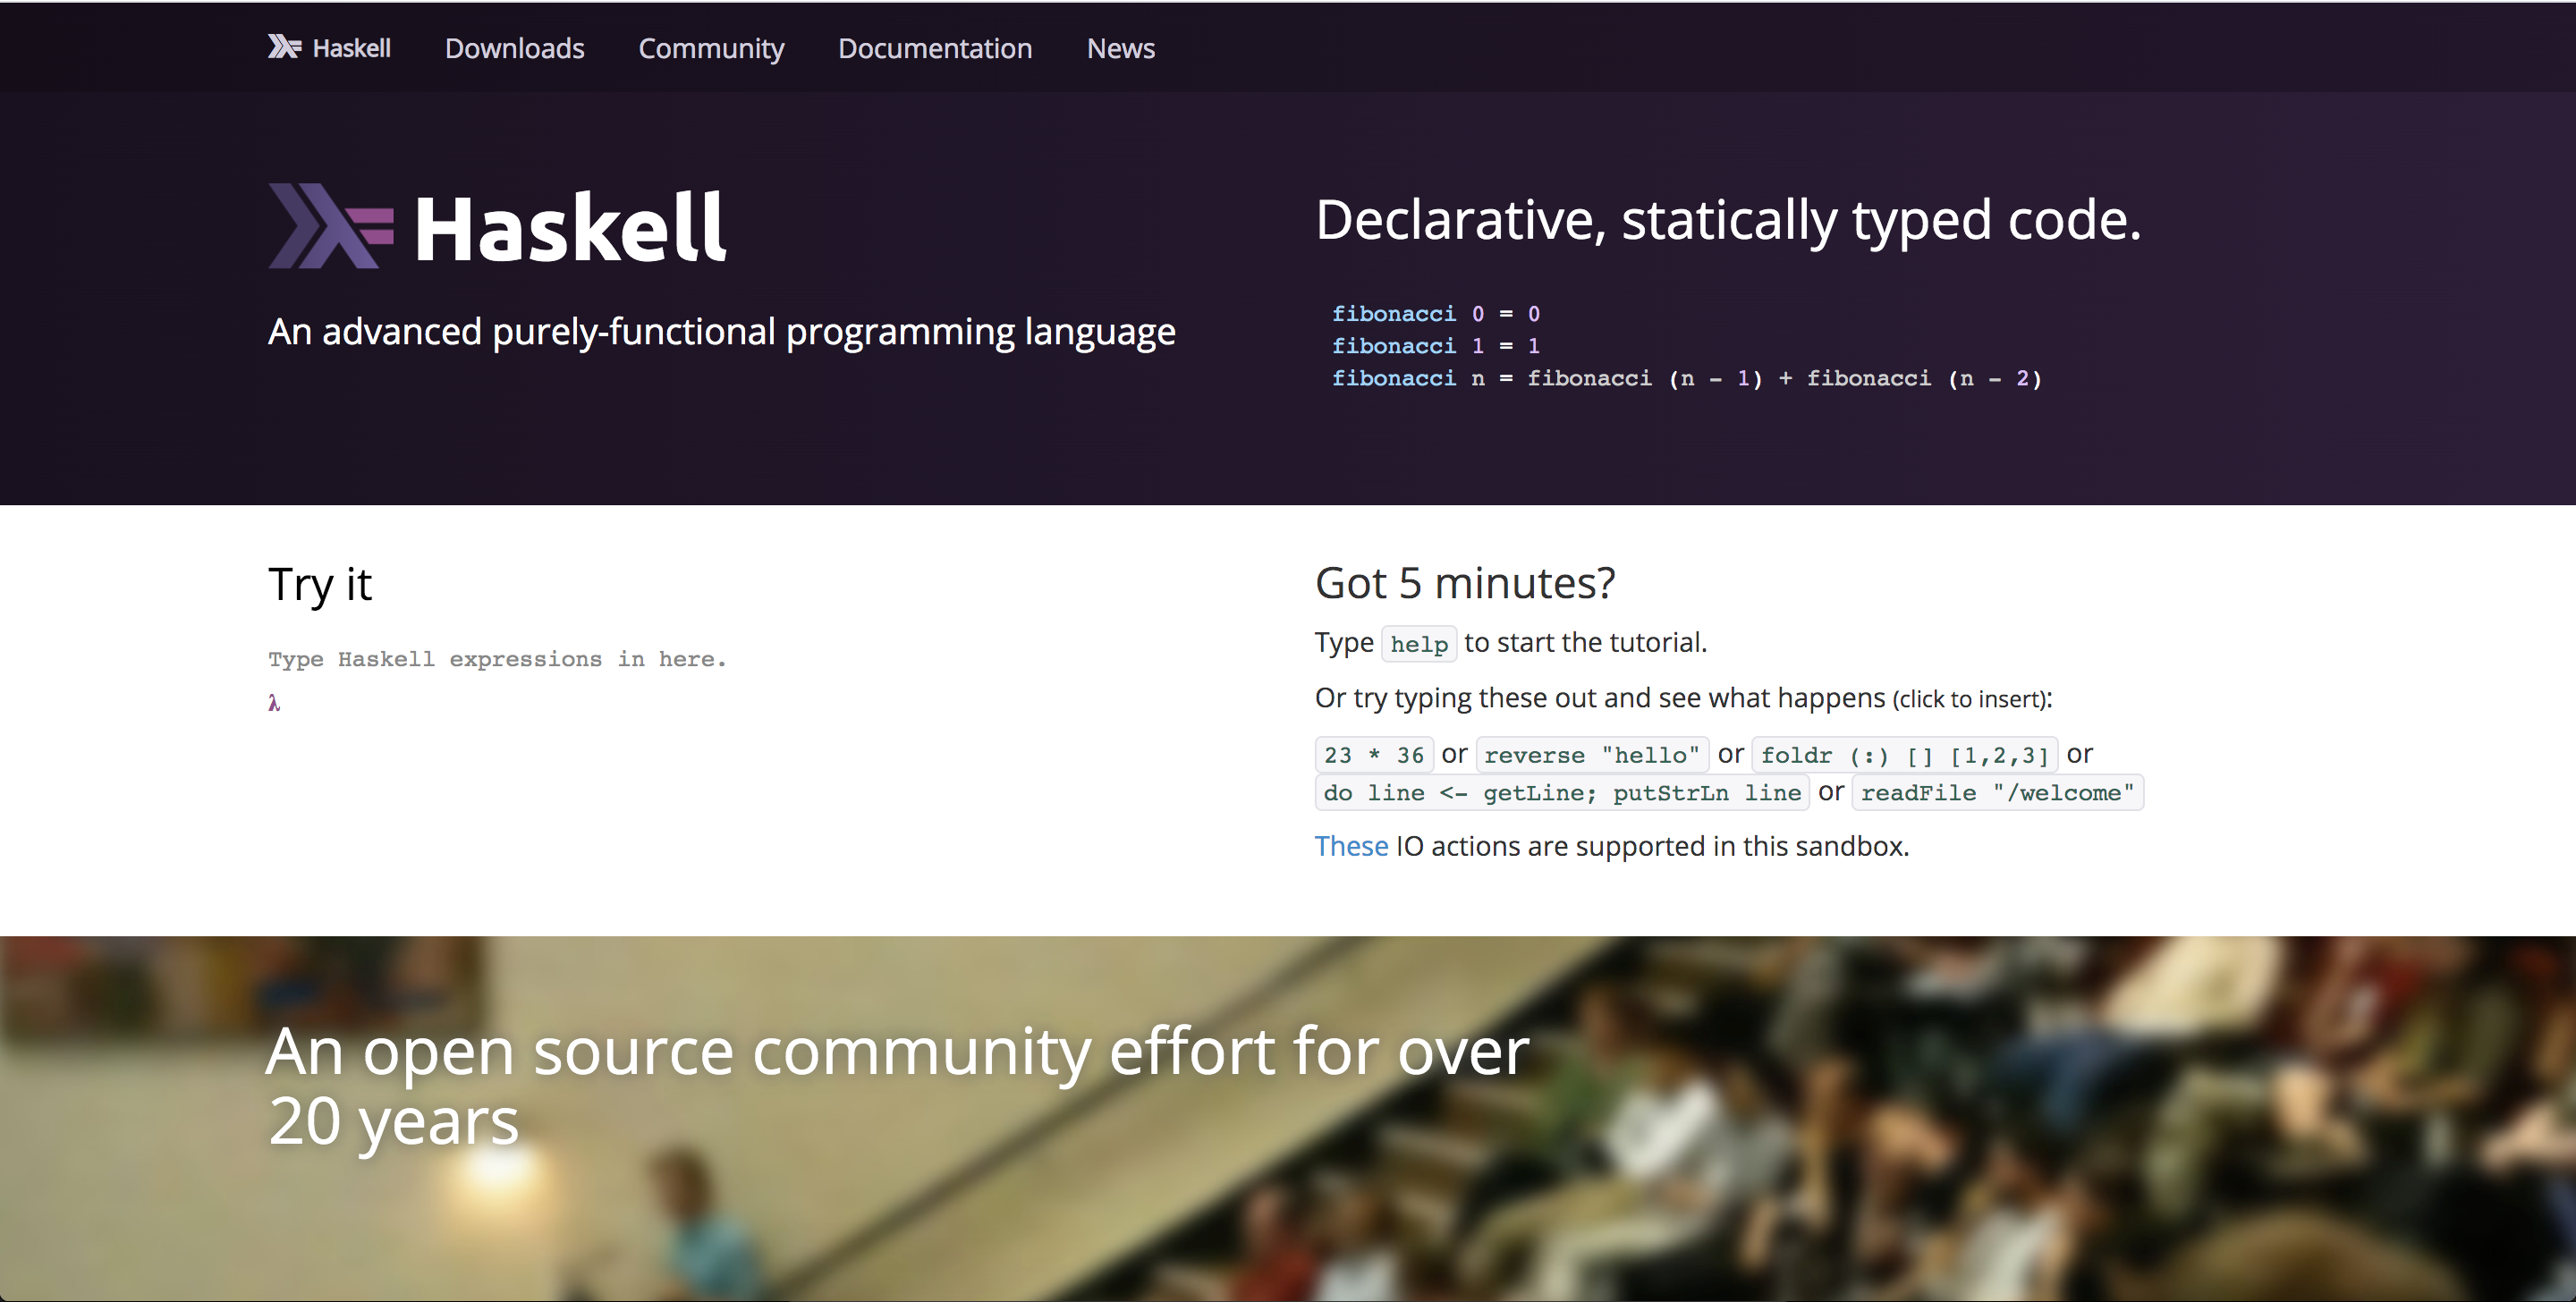 Haskell Downloads Community Documentation News
Haskell
An advanced purely-functional programming language
Declarative, statically typed code.
fibonacci 0 = 0
fibonacci 1 = 1
fibonacci n = fibonacci (n - 1) + fibonacci (n - 2)
Try it
Type Haskell expressions in here.
λ
Got 5 minutes?
Type help to start the tutorial.
Or try typing these out and see what happens (click to insert):
23 * 36 or reverse "hello" or foldr (:) [] [1,2,3] or
do line <- getLine; putStrLn line or readFile "/welcome"
These IO actions are supported in this sandbox.
An open source community effort for over
20 years